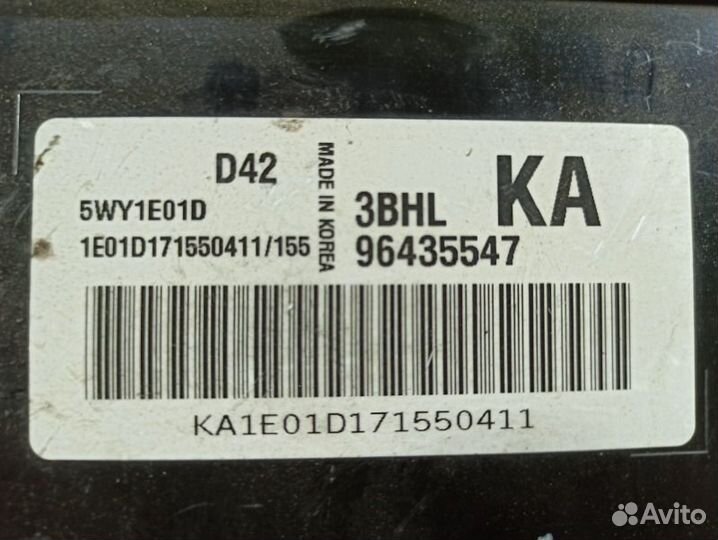 D42
MADE IN KOREA
5WY1E01D
3BHL
KA
1E01D171550411/155
96435547
KA1E01D171550411
Avito